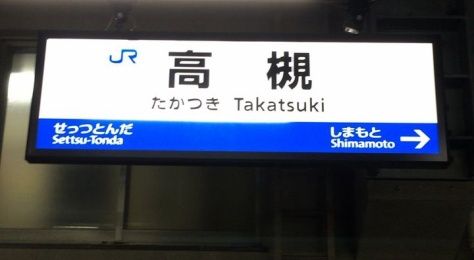 JR
高槻
たかつき Takatsuki
せっつとんだ しまもと
Settsu-Tonda Shimamoto